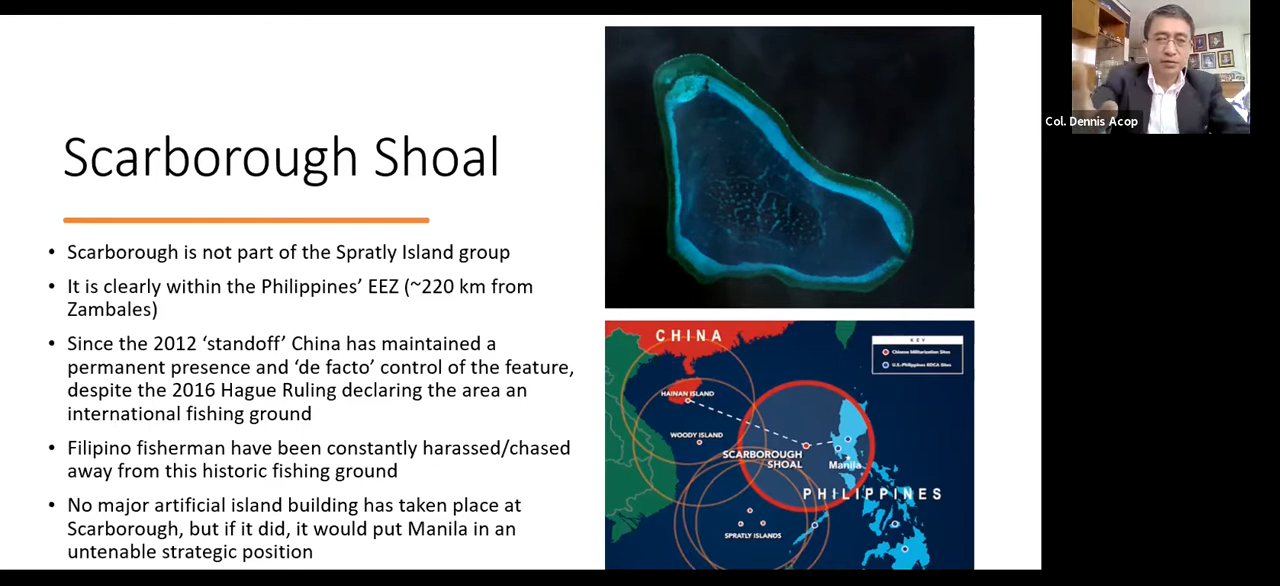 Scarborough Shoal
• Scarborough is not part of the Spratly Island group
• It is clearly within the Philippines’ EEZ (~220 km from
Zambales)
• Since the 2012 ‘standoff’ China has maintained a
permanent presence and ‘de facto’ control of the feature,
despite the 2016 Hague Ruling declaring the area an
international fishing ground
• Filipino fisherman have been constantly harassed/chased
away from this historic fishing ground
• No major artificial island building has taken place at
Scarborough, but if it did, it would put Manila in an
untenable strategic position
CHINA
KEY
Chinese Militarization Sites
U.S.-Philippines EDCA Sites
HAINAN ISLAND
WOODY ISLAND
SCARBOROUGH
SHOAL
Manila
PHILIPPINES
SPRATLY ISLANDS
Col. Dennis Acop